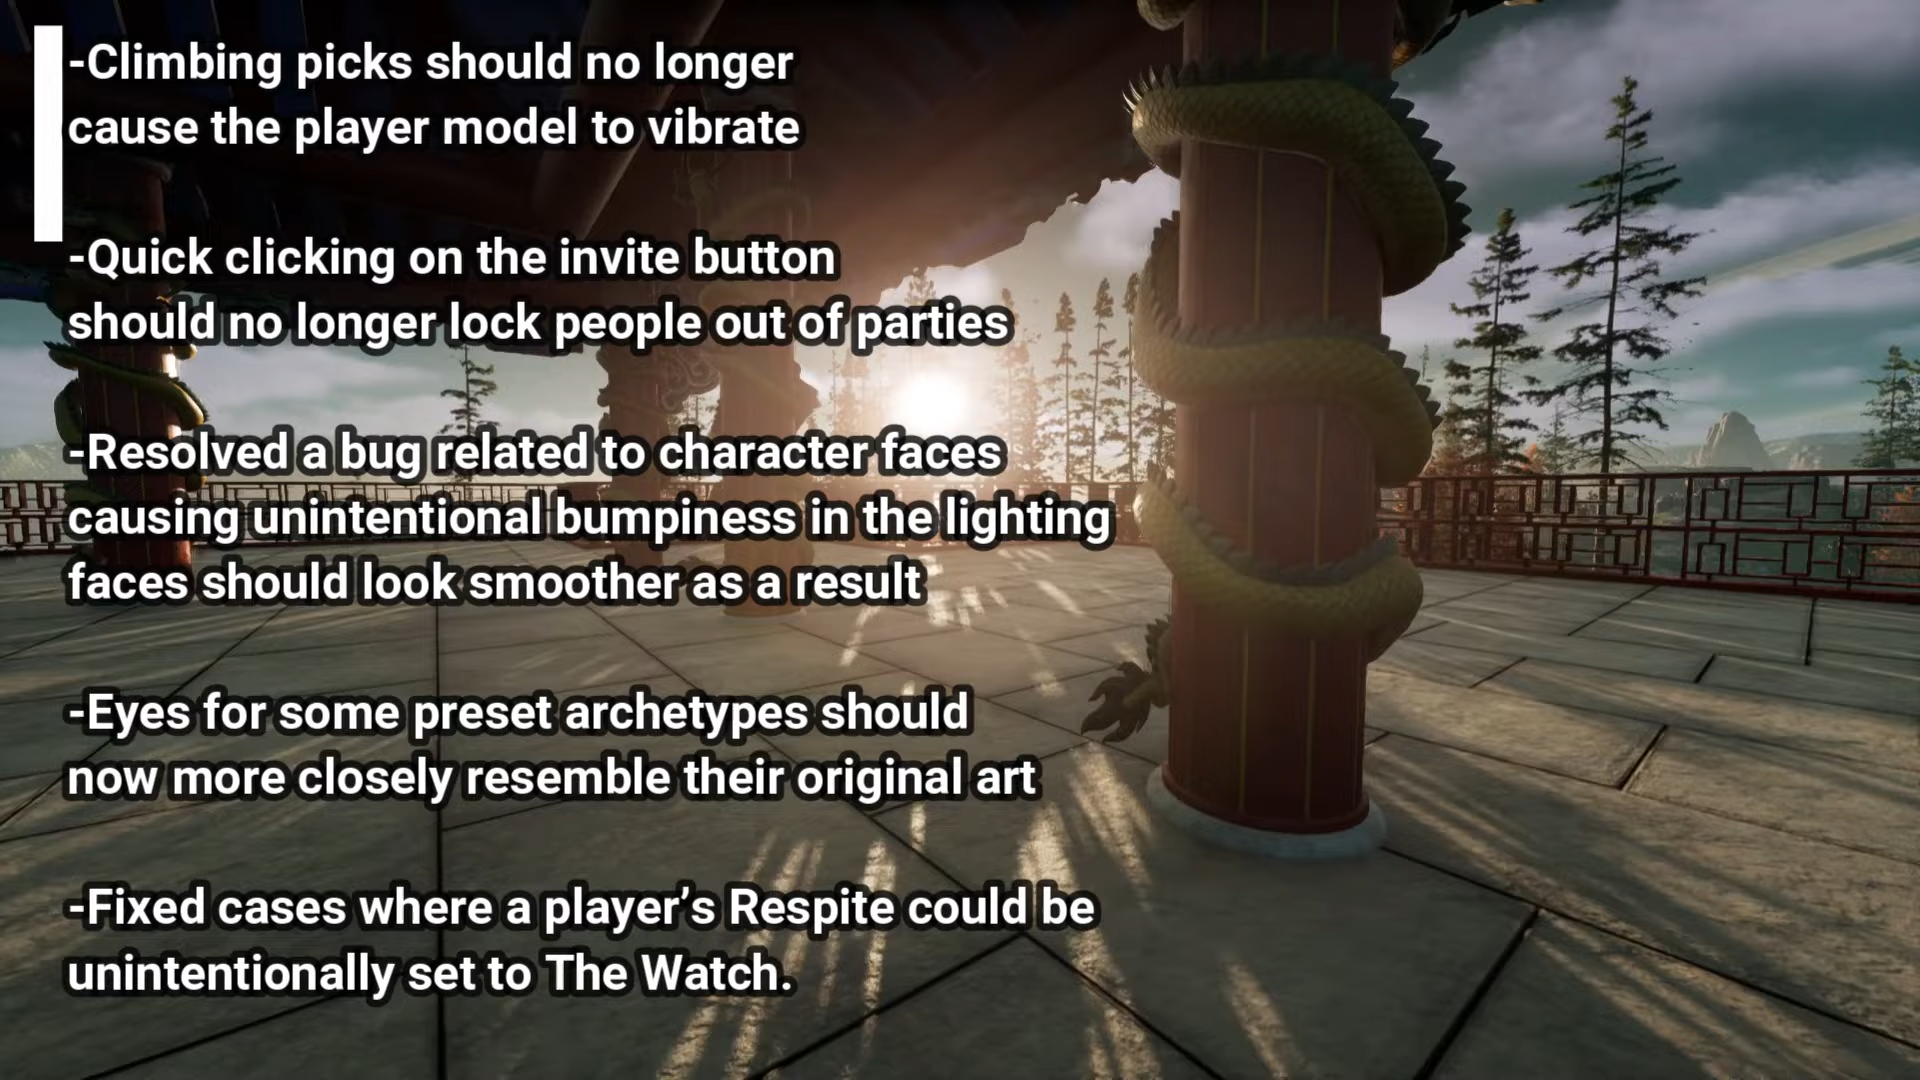 -Climbing picks should no longer
cause the player model to vibrate
-Quick clicking on the invite button
should no longer lock people out of parties
-Resolved a bug related to character faces
causing unintentional bumpiness in the lighting
faces should look smoother as a result
-Eyes for some preset archetypes should
now more closely resemble their original art
-Fixed cases where a player’s Respite could be
unintentionally set to The Watch.